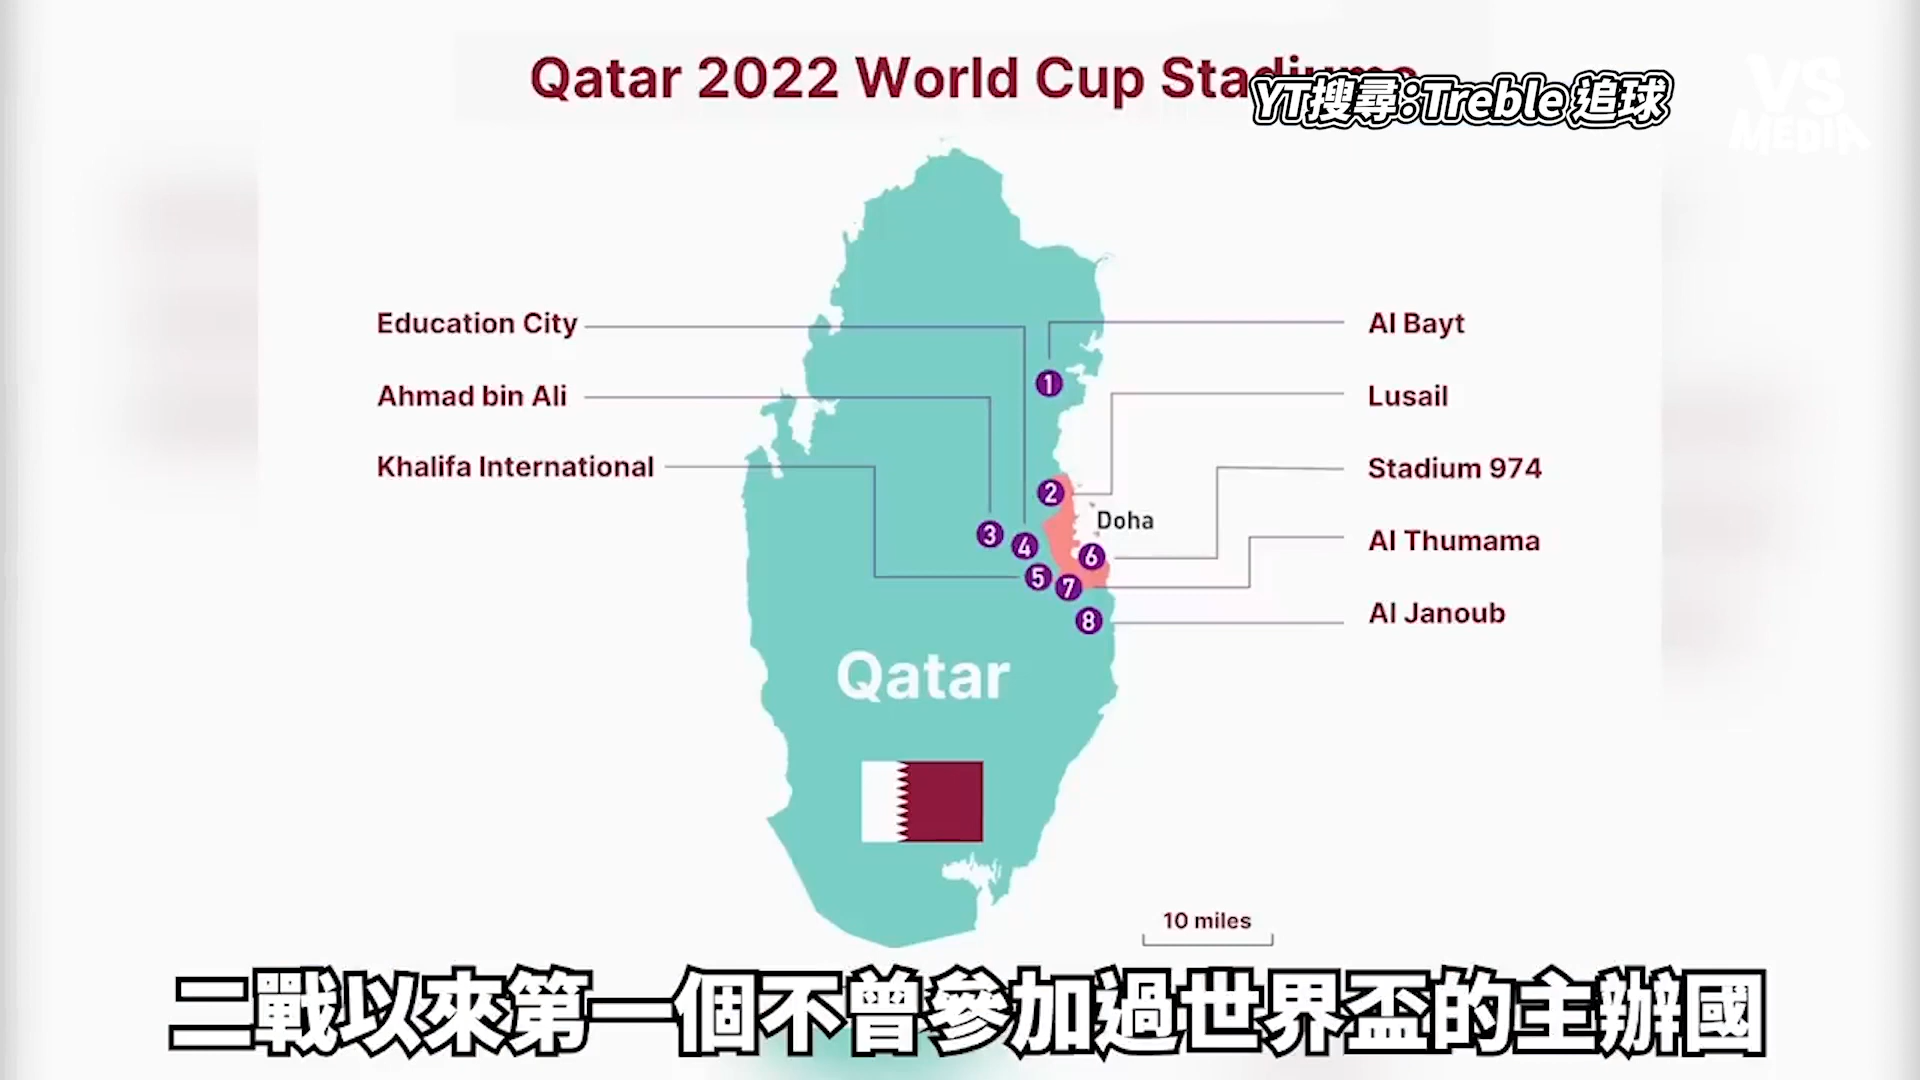 Qatar 2022 World Cup Stadiums
YT搜尋:Treble 追球
VS
MEDIA
Education City
Al Bayt
1
Ahmad bin Ali
Lusail
Khalifa International
Stadium 974
2
Doha
3
4
6
Al Thumama
5
7
8
Al Janoub
Qatar
10 miles
二戰以來第一個不曾參加過世界盃的主辦國